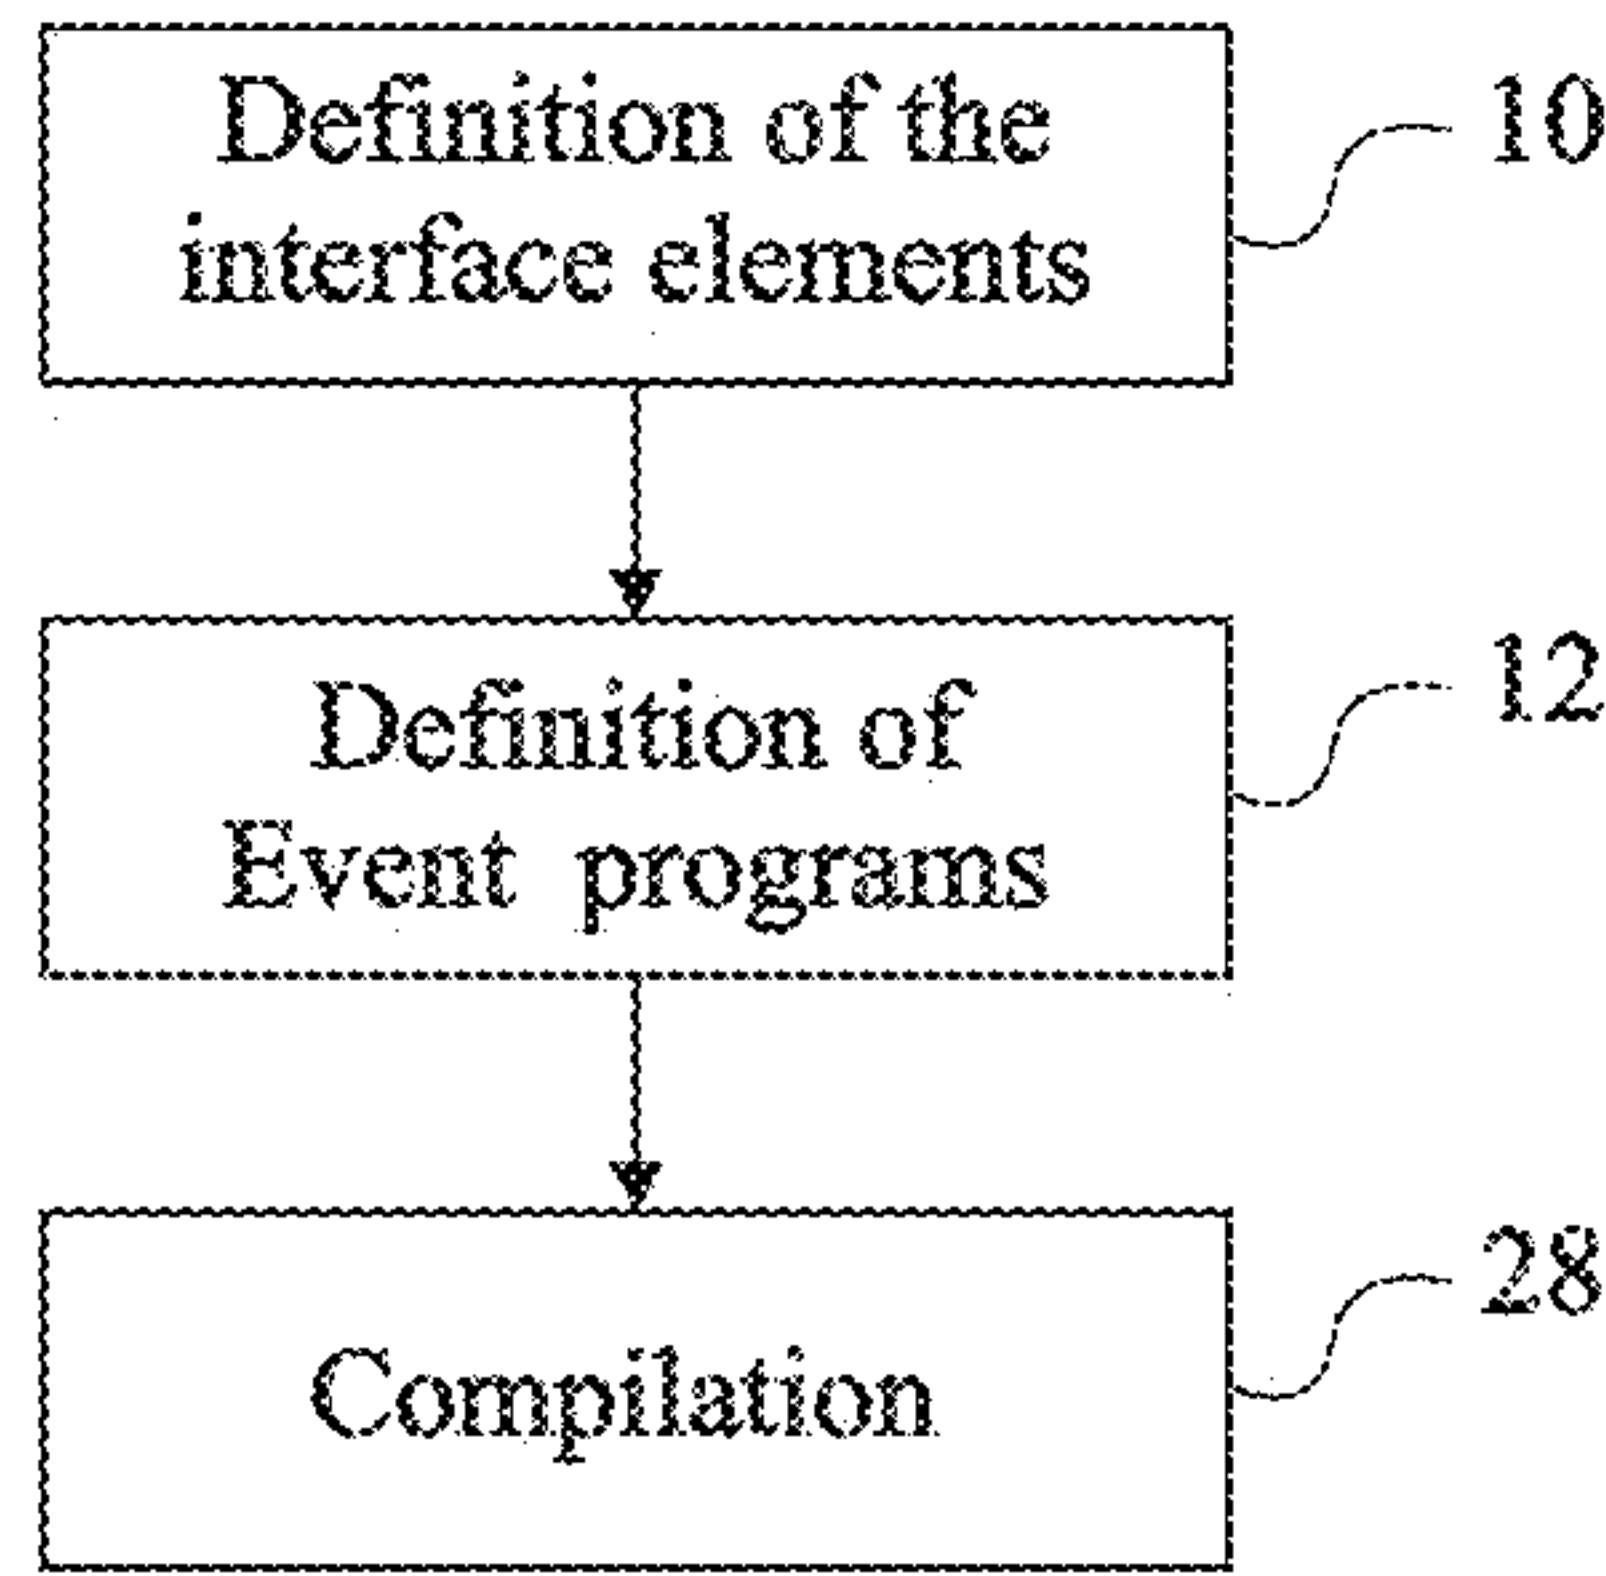 Definition of the
interface elements
10
Definition of
Event programs
12
Compilation
28